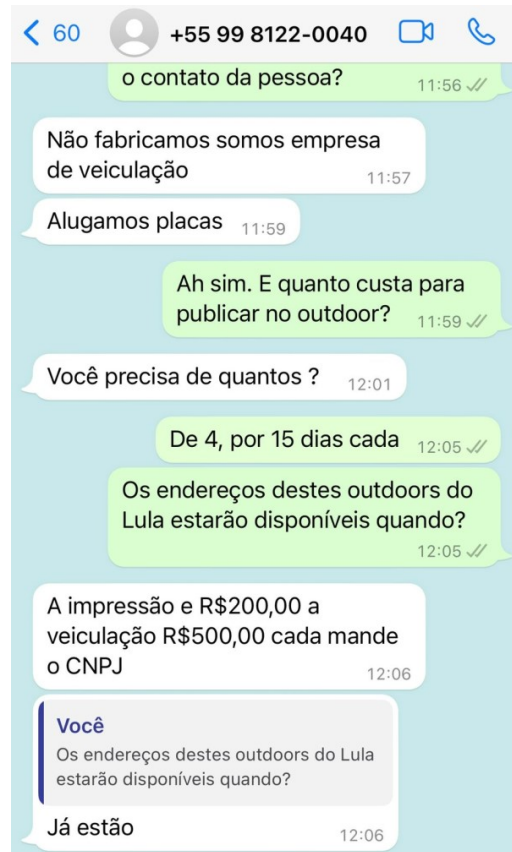 60
+55 99 8122-0040
o contato da pessoa?
11:56
Não fabricamos somos empresa
de veiculação
11:57
Alugamos placas
11:59
Ah sim. E quanto custa para
publicar no outdoor?
11:59
Você precisa de quantos ?
12:01
De 4, por 15 dias cada
12:05
Os endereços destes outdoors do
Lula estarão disponíveis quando?
12:05
A impressão e R$200,00 a
veiculação R$500,00 cada mande
o CNPJ
12:06
Você
Os endereços destes outdoors do Lula
estarão disponíveis quando?
Já estão
12:06